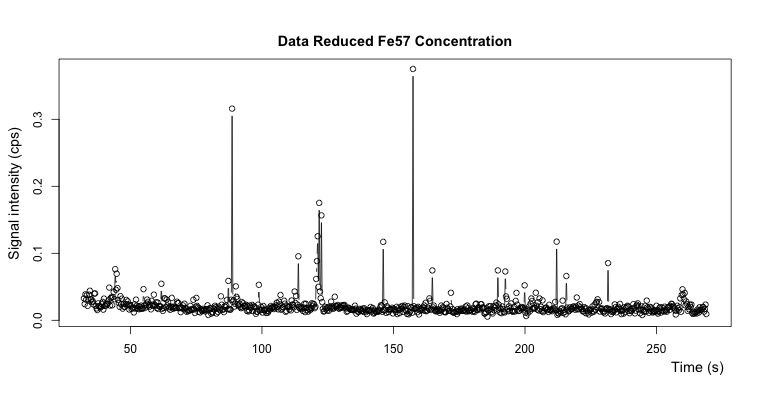 Data Reduced Fe57 Concentration
Signal intensity (cps)
0.3
0.2
0.1
0.0
50 100 150 200 250
Time (s)